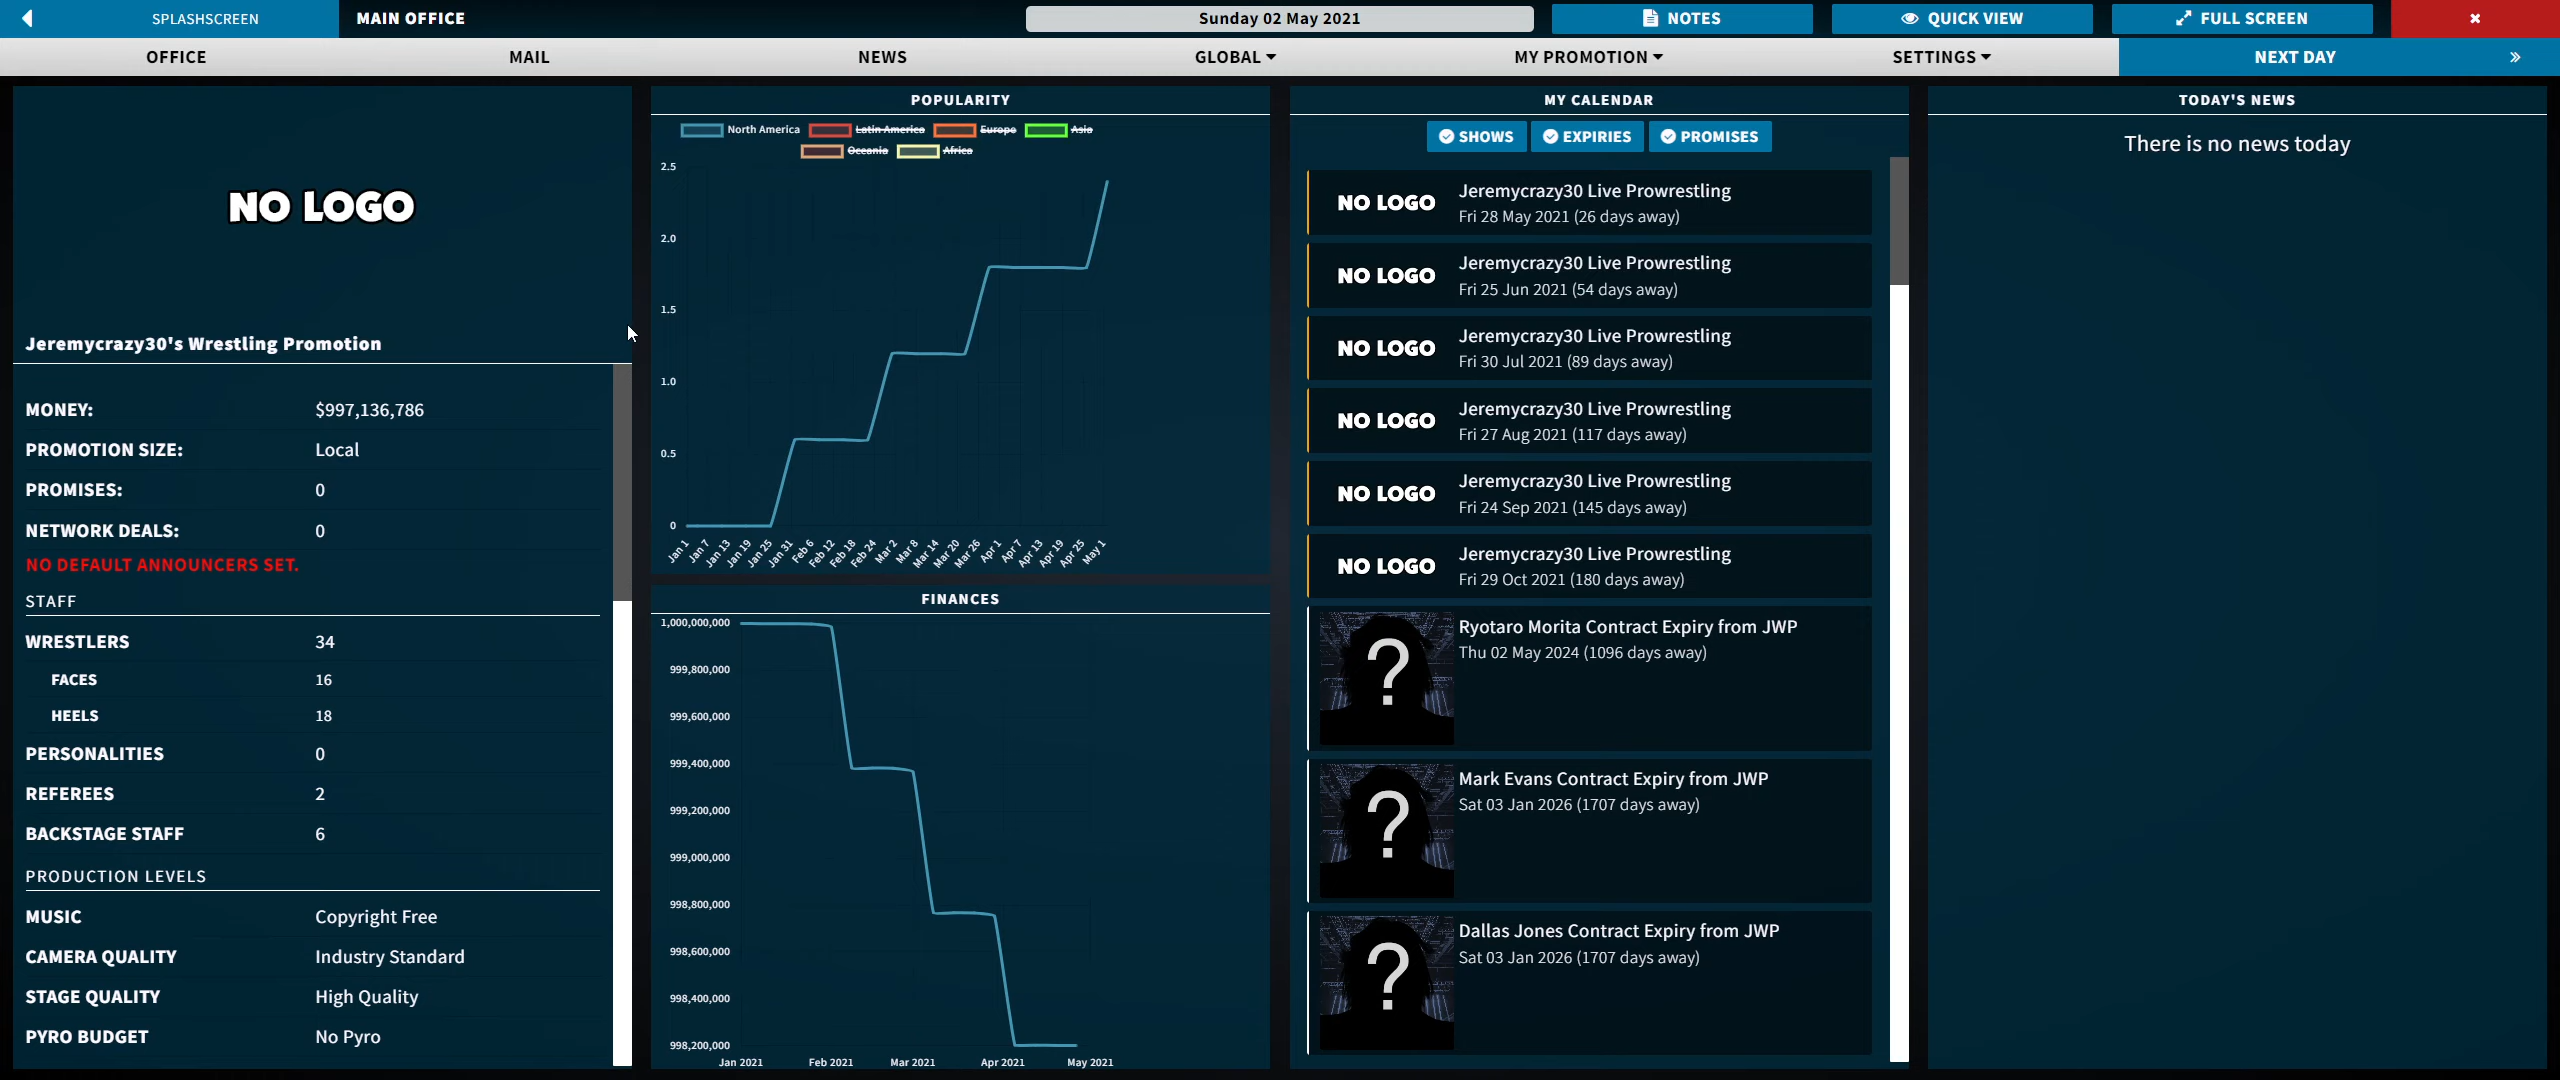 SPLASHSCREEN
MAIN OFFICE
Sunday 02 May 2021
NOTES
QUICK VIEW
FULL SCREEN
OFFICE
MAIL
NEWS
GLOBAL
MY PROMOTION
SETTINGS
NEXT DAY
NO LOGO
Jeremycrazy30's Wrestling Promotion
MONEY: $997,136,786
PROMOTION SIZE: Local
PROMISES: 0
NETWORK DEALS: 0
NO DEFAULT ANNOUNCERS SET.
STAFF
WRESTLERS 34
FACES 16
HEELS 18
PERSONALITIES 0
REFEREES 2
BACKSTAGE STAFF 6
PRODUCTION LEVELS
MUSIC Copyright Free
CAMERA QUALITY Industry Standard
STAGE QUALITY High Quality
PYRO BUDGET No Pyro
POPULARITY
North America Latin America Europe Asia
Oceania Africa
2.5
2.0
1.5
1.0
0.5
0
Jan 1 Jan 7 Jan 13 Jan 19 Jan 25 Jan 31 Feb 6 Feb 12 Feb 18 Feb 24 Mar 2 Mar 8 Mar 14 Mar 20 Mar 26 Apr 1 Apr 7 Apr 13 Apr 19 Apr 25 May 1
FINANCES
1,000,000,000
999,800,000
999,600,000
999,400,000
999,200,000
999,000,000
998,800,000
998,600,000
998,400,000
998,200,000
Jan 2021 Feb 2021 Mar 2021 Apr 2021 May 2021
MY CALENDAR
SHOWS EXPIRIES PROMISES
NO LOGO
Jeremycrazy30 Live Prowrestling
Fri 28 May 2021 (26 days away)
NO LOGO
Jeremycrazy30 Live Prowrestling
Fri 25 Jun 2021 (54 days away)
NO LOGO
Jeremycrazy30 Live Prowrestling
Fri 30 Jul 2021 (89 days away)
NO LOGO
Jeremycrazy30 Live Prowrestling
Fri 27 Aug 2021 (117 days away)
NO LOGO
Jeremycrazy30 Live Prowrestling
Fri 24 Sep 2021 (145 days away)
NO LOGO
Jeremycrazy30 Live Prowrestling
Fri 29 Oct 2021 (180 days away)
?
Ryotaro Morita Contract Expiry from JWP
Thu 02 May 2024 (1096 days away)
?
Mark Evans Contract Expiry from JWP
Sat 03 Jan 2026 (1707 days away)
?
Dallas Jones Contract Expiry from JWP
Sat 03 Jan 2026 (1707 days away)
TODAY'S NEWS
There is no news today